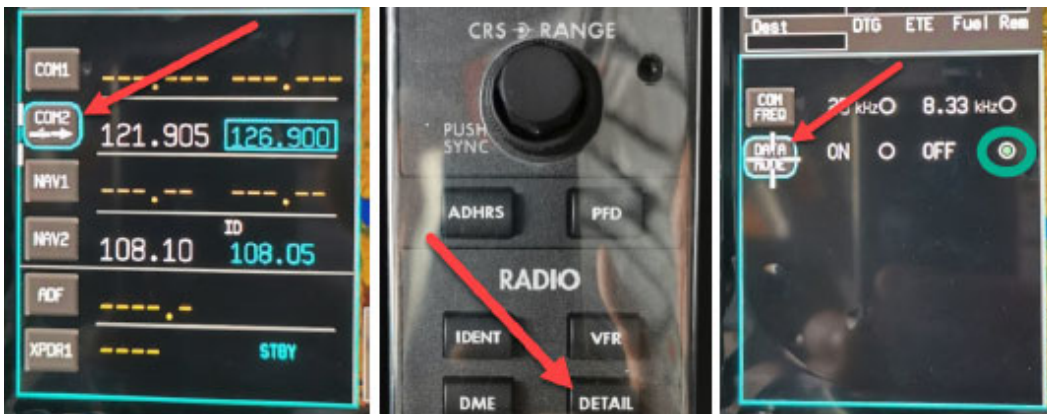 COM1 ---.--- ---.---
COM2 121.905 126.900
NAV1 ---.-- ---.--
ID
NAV2 108.10 108.05
ADF ----.-
XPDR1 ---- STBY
CRS RANGE
PUSH
SYNC
ADHRS PFD
RADIO
IDENT VFR
DME DETAIL
Dest DTG ETE Fuel Rem
COM
FREQ kHz 8.33 kHz
ON OFF